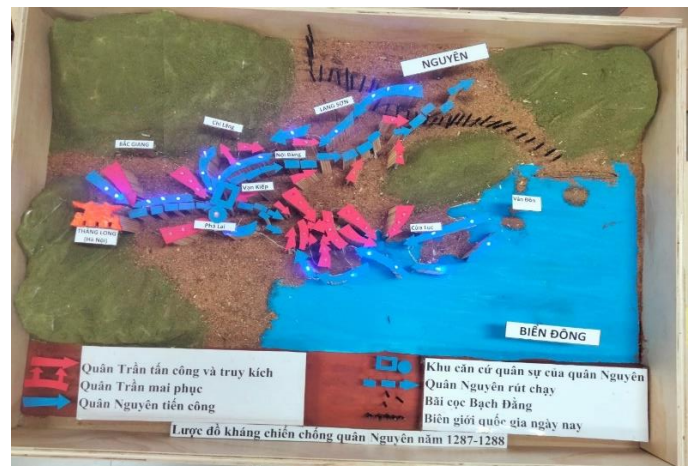 NGUYÊN
LẠNG SƠN
Chi Lăng
BẮC GIANG
Nội Bàng
Vạn Kiếp
Vân Đồn
THĂNG LONG
(Hà Nội)
Phả Lại
Cửa Lục
BIỂN ĐÔNG
Quân Trần tấn công và truy kích
Quân Trần mai phục
Quân Nguyên tiến công
Khu căn cứ quân sự của quân Nguyên
Quân Nguyên rút chạy
Bãi cọc Bạch Đằng
Biên giới quốc gia ngày nay
Lược đồ kháng chiến chống quân Nguyên năm 1287-1288